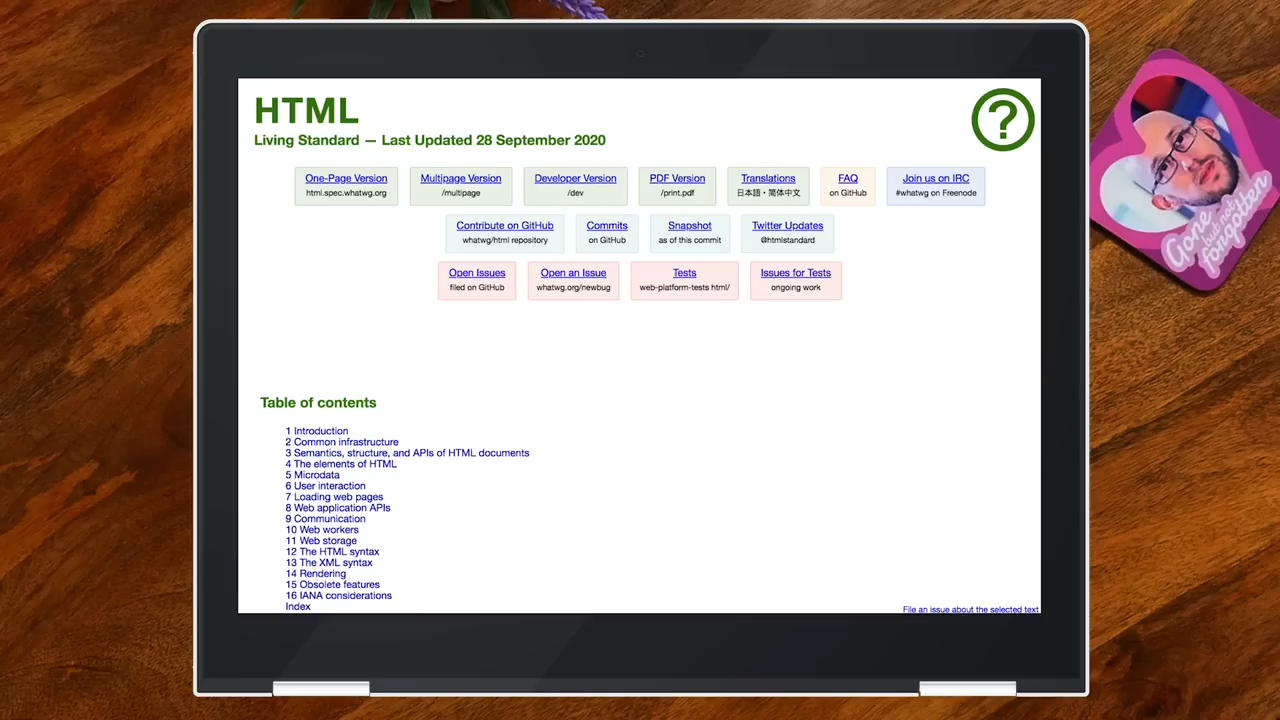 HTML
Living Standard — Last Updated 28 September 2020
One-Page Version
html.spec.whatwg.org
Multipage Version
/multipage
Developer Version
/dev
PDF Version
/print.pdf
Translations
日本語 • 简体中文
FAQ
on GitHub
Join us on IRC
#whatwg on Freenode
Contribute on GitHub
whatwg/html repository
Commits
on GitHub
Snapshot
as of this commit
Twitter Updates
@htmlstandard
Open Issues
filed on GitHub
Open an Issue
whatwg.org/newbug
Tests
web-platform-tests html/
Issues for Tests
ongoing work
Table of contents
1 Introduction
2 Common infrastructure
3 Semantics, structure, and APIs of HTML documents
4 The elements of HTML
5 Microdata
6 User interaction
7 Loading web pages
8 Web application APIs
9 Communication
10 Web workers
11 Web storage
12 The HTML syntax
13 The XML syntax
14 Rendering
15 Obsolete features
16 IANA considerations
Index
File an issue about the selected text
Gone
but not
forgotten